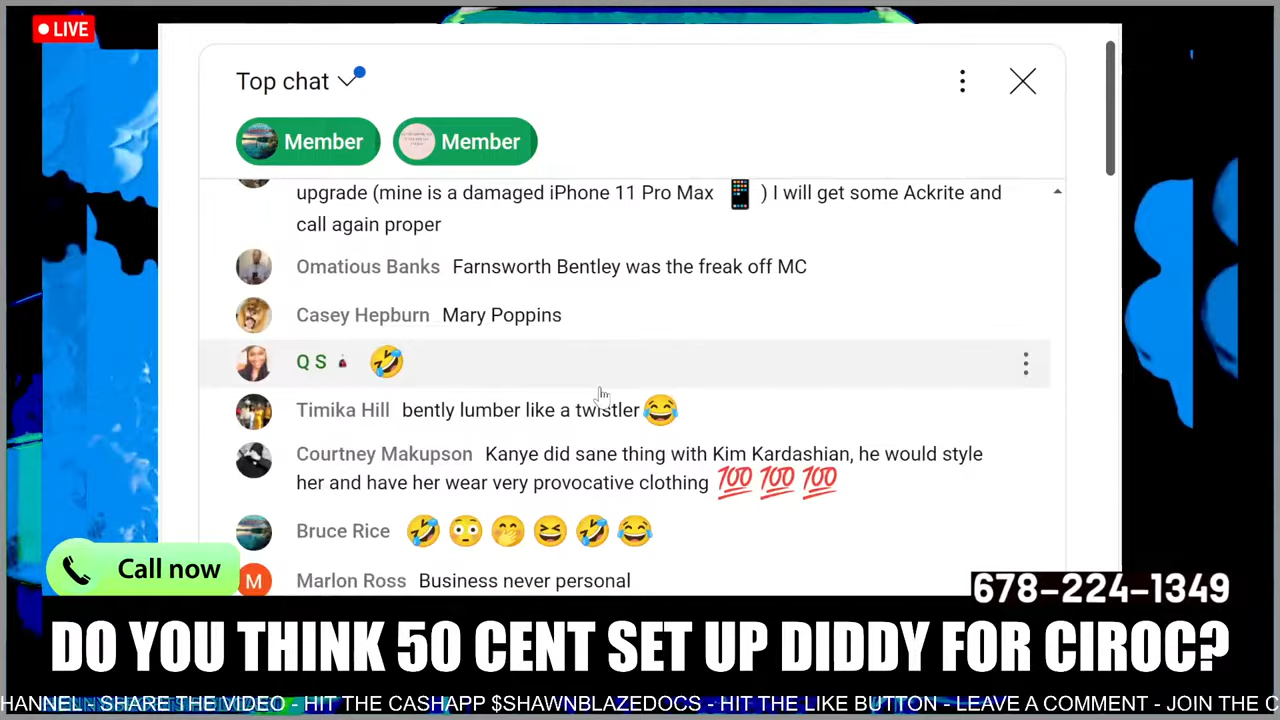 LIVE
Top chat
Member
Member
upgrade (mine is a damaged iPhone 11 Pro Max 📱 ) I will get some Ackrite and
call again proper
Omatious Banks Farnsworth Bentley was the freak off MC
Casey Hepburn Mary Poppins
Q S 🤣
Timika Hill bently lumber like a twistler😂
Courtney Makupson Kanye did sane thing with Kim Kardashian, he would style
her and have her wear very provocative clothing 💯 💯 💯
Bruce Rice 🤣 😳 🤭 😆 🤣 😂
M Marlon Ross Business never personal
Call now
678-224-1349
DO YOU THINK 50 CENT SET UP DIDDY FOR CIROC?
HANNEL - SHARE THE VIDEO - HIT THE CASHAPP $SHAWNBLAZEDOCS - HIT THE LIKE BUTTON - LEAVE A COMMENT - JOIN THE C